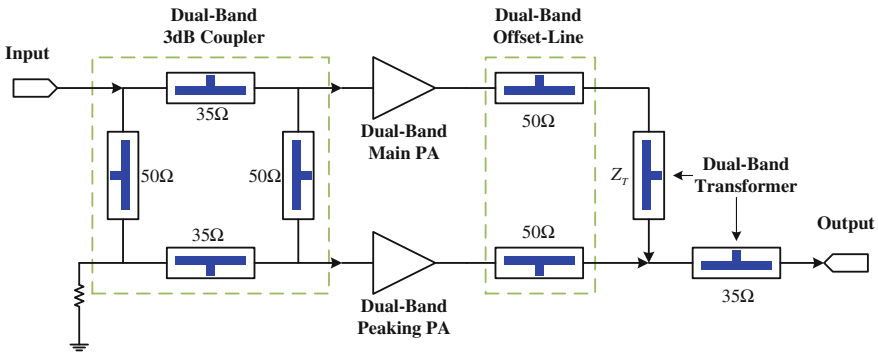 Dual-Band
3dB Coupler
Dual-Band
Offset-Line
Input
35Ω
50Ω
50Ω
35Ω
Dual-Band
Main PA
50Ω
Z_T
Dual-Band
Transformer
Output
50Ω
35Ω
Dual-Band
Peaking PA